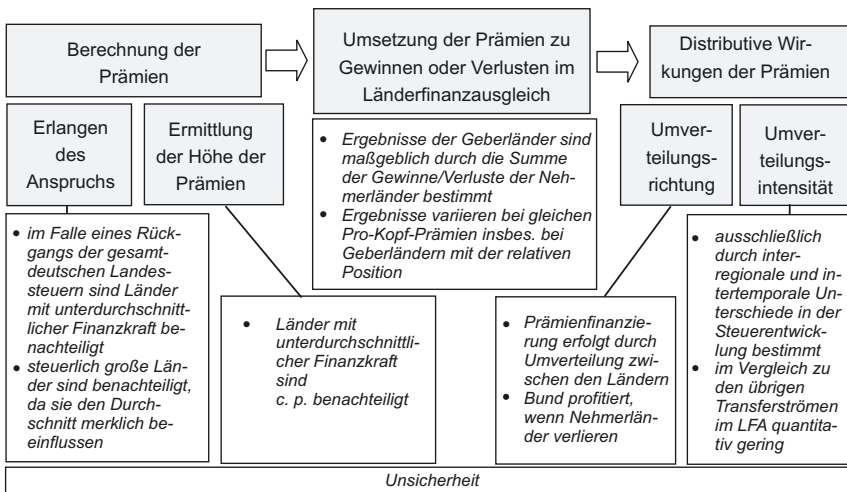 Berechnung der
Prämien
Umsetzung der Prämien zu
Gewinnen oder Verlusten im
Länderfinanzausgleich
Distributive Wir-
kungen der Prämien
Erlangen
des
Anspruchs
Ermittlung
der Höhe der
Prämien
• Ergebnisse der Geberländer sind
maßgeblich durch die Summe
der Gewinne/Verluste der Neh-
merländer bestimmt
• Ergebnisse variieren bei gleichen
Pro-Kopf-Prämien insbes. bei
Geberländern mit der relativen
Position
Umver-
teilungs-
richtung
Umver-
teilungs-
intensität
• im Falle eines Rück-
gangs der gesamt-
deutschen Landes-
steuern sind Länder
mit unterdurchschnitt-
licher Finanzkraft be-
nachteiligt
• steuerlich große Län-
der sind benachteiligt,
da sie den Durch-
schnitt merklich be-
einflussen
• Länder mit
unterdurchschnittl-
icher Finanzkraft
sind
c. p. benachteiligt
• Prämienfinanzie-
rung erfolgt durch
Umverteilung zwi-
schen den Ländern
• Bund profitiert,
wenn Nehmerlän-
der verlieren
• ausschließlich
durch inter-
regionale und in-
tertemporale Un-
terschiede in der
Steuerentwick-
lung bestimmt
• im Vergleich zu
den übrigen
Transferströmen
im LFA quantita-
tiv gering
Unsicherheit